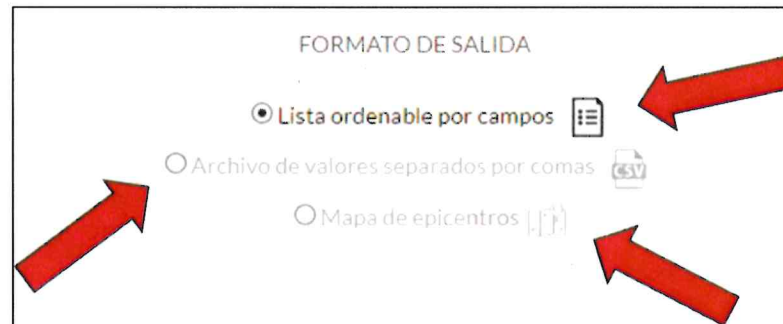 FORMATO DE SALIDA
Lista ordenable por campos
Archivo de valores separados por comas CSV
Mapa de epicentros